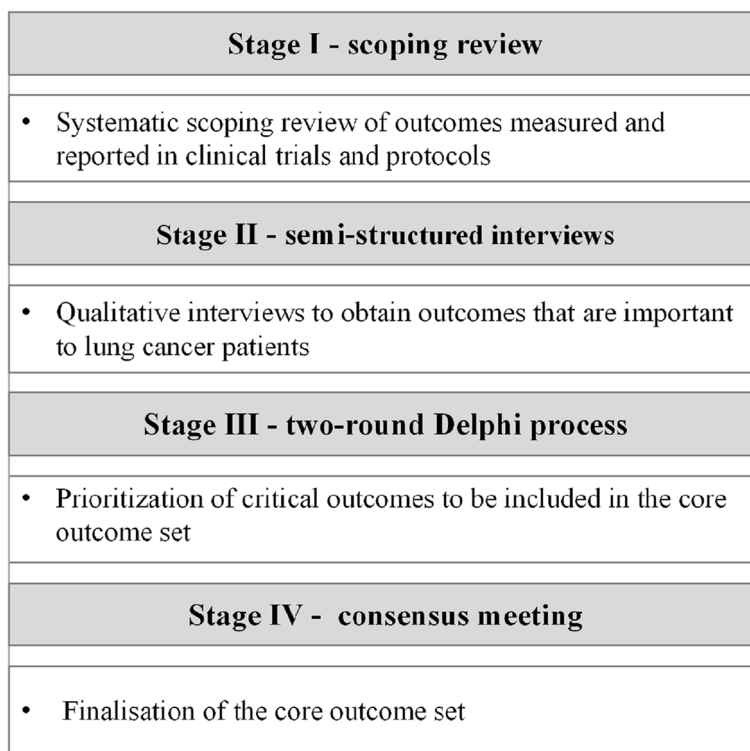 Stage I - scoping review
• Systematic scoping review of outcomes measured and
reported in clinical trials and protocols
Stage II - semi-structured interviews
• Qualitative interviews to obtain outcomes that are important
to lung cancer patients
Stage III - two-round Delphi process
• Prioritization of critical outcomes to be included in the core
outcome set
Stage IV - consensus meeting
• Finalisation of the core outcome set